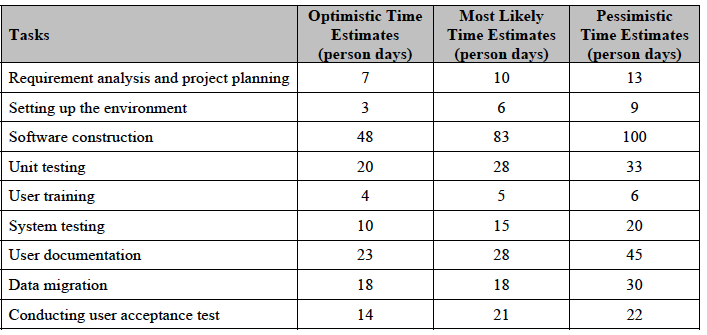 Tasks
Optimistic Time Estimates (person days)
Most Likely Time Estimates (person days)
Pessimistic Time Estimates (person days)
Requirement analysis and project planning 7 10 13
Setting up the environment 3 6 9
Software construction 48 83 100
Unit testing 20 28 33
User training 4 5 6
System testing 10 15 20
User documentation 23 28 45
Data migration 18 18 30
Conducting user acceptance test 14 21 22